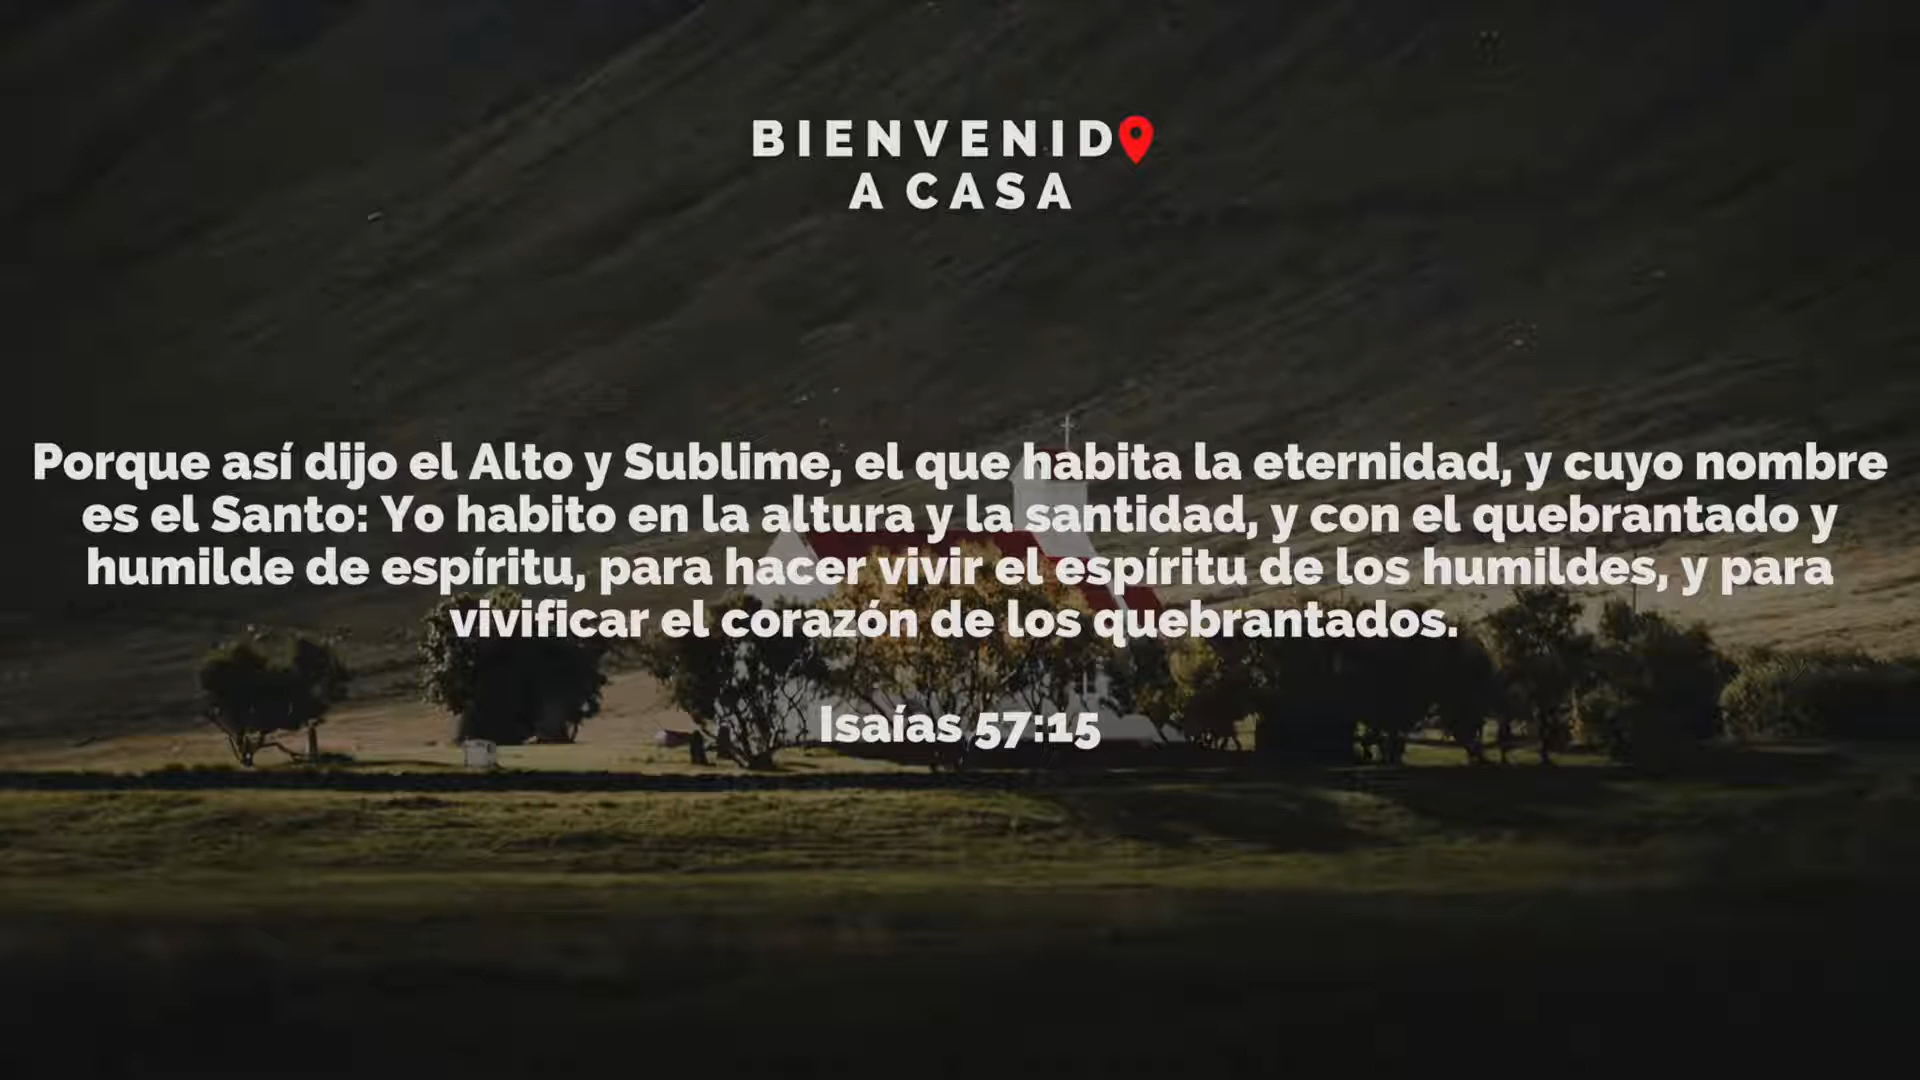 BIENVENIDO
A CASA
Porque así dijo el Alto y Sublime, el que habita la eternidad, y cuyo nombre
es el Santo: Yo habito en la altura y la santidad, y con el quebrantado y
humilde de espíritu, para hacer vivir el espíritu de los humildes, y para
vivificar el corazón de los quebrantados.
Isaías 57:15